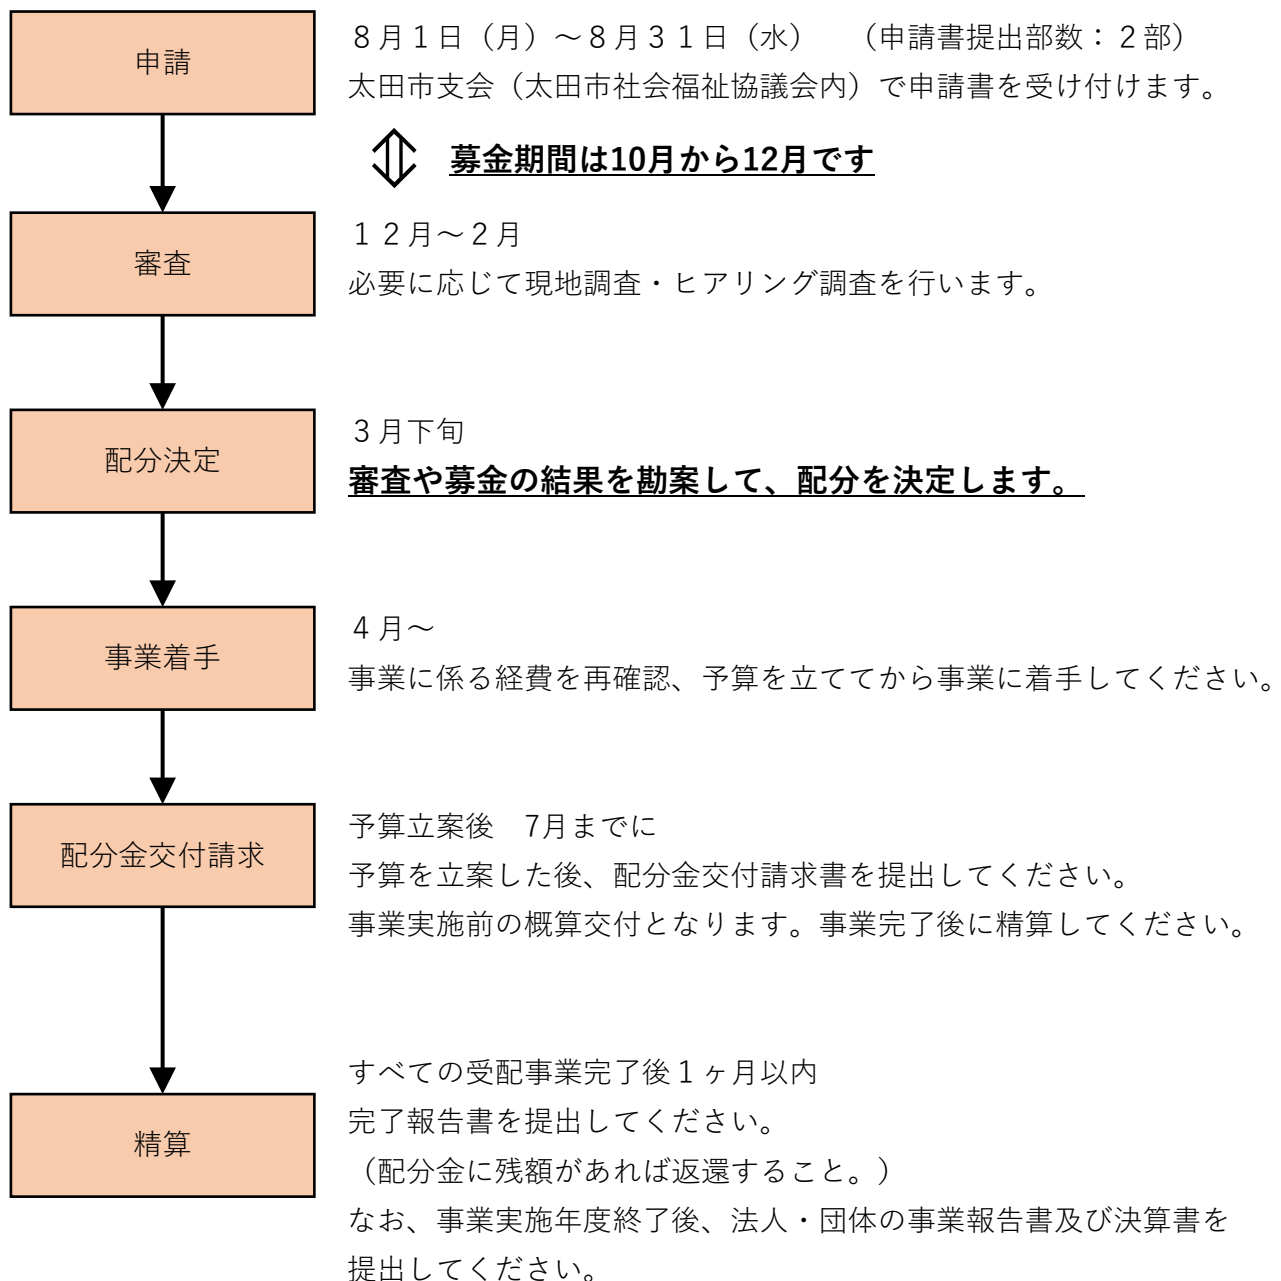 申請
８月１日（月）～８月３１日（水）　（申請書提出部数：２部）
太田市支会（太田市社会福祉協議会内）で申請書を受け付けます。
募金期間は10月から12月です
審査
１２月～２月
必要に応じて現地調査・ヒアリング調査を行います。
配分決定
３月下旬
審査や募金の結果を勘案して、配分を決定します。
事業着手
４月～
事業に係る経費を再確認、予算を立ててから事業に着手してください。
配分金交付請求
予算立案後　7月までに
予算を立案した後、配分金交付請求書を提出してください。
事業実施前の概算交付となります。事業完了後に精算してください。
精算
すべての受配事業完了後１ヶ月以内
完了報告書を提出してください。
（配分金に残額があれば返還すること。）
なお、事業実施年度終了後、法人・団体の事業報告書及び決算書を
提出してください。